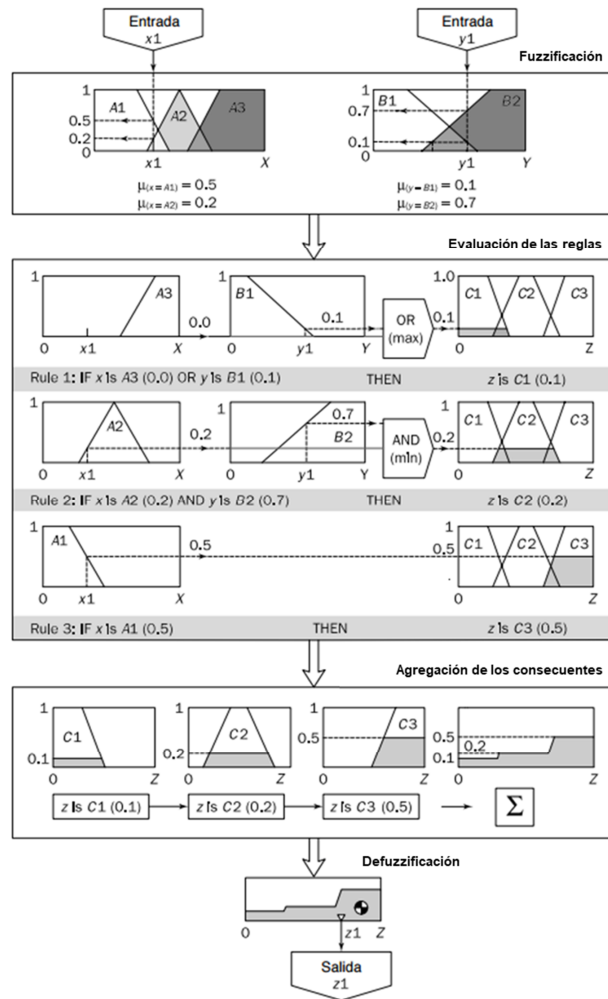 Entrada
x1
Entrada
y1
Fuzzificación
1
0.5
0.2
0
A1
A2
A3
x1
X
1
0.7
0.1
0
B1
B2
y1
Y
μ(x=A1) = 0.5
μ(x=A2) = 0.2
μ(y=B1) = 0.1
μ(y=B2) = 0.7
Evaluación de las reglas
1
A3
0
x1
X
0.0
1
B1
0.1
0
y1
Y
OR
(max)
1.0
0.1
C1
C2
C3
0
Z
Rule 1: IF x is A3 (0.0) OR y is B1 (0.1) THEN z is C1 (0.1)
1
A2
0
x1
X
0.2
1
0.7
B2
0
y1
Y
AND
(min)
1
0.2
C1
C2
C3
0
Z
Rule 2: IF x is A2 (0.2) AND y is B2 (0.7) THEN z is C2 (0.2)
1
A1
0
x1
X
0.5
1
0.5
C1
C2
C3
0
Z
Rule 3: IF x is A1 (0.5) THEN z is C3 (0.5)
Agregación de los consecuentes
1
C1
0.1
0
Z
1
C2
0.2
0
Z
1
C3
0.5
0
Z
1
0.5
0.2
0.1
0
Z
z is C1 (0.1)
z is C2 (0.2)
z is C3 (0.5)
Σ
Defuzzificación
0
z1
Z
Salida
z1